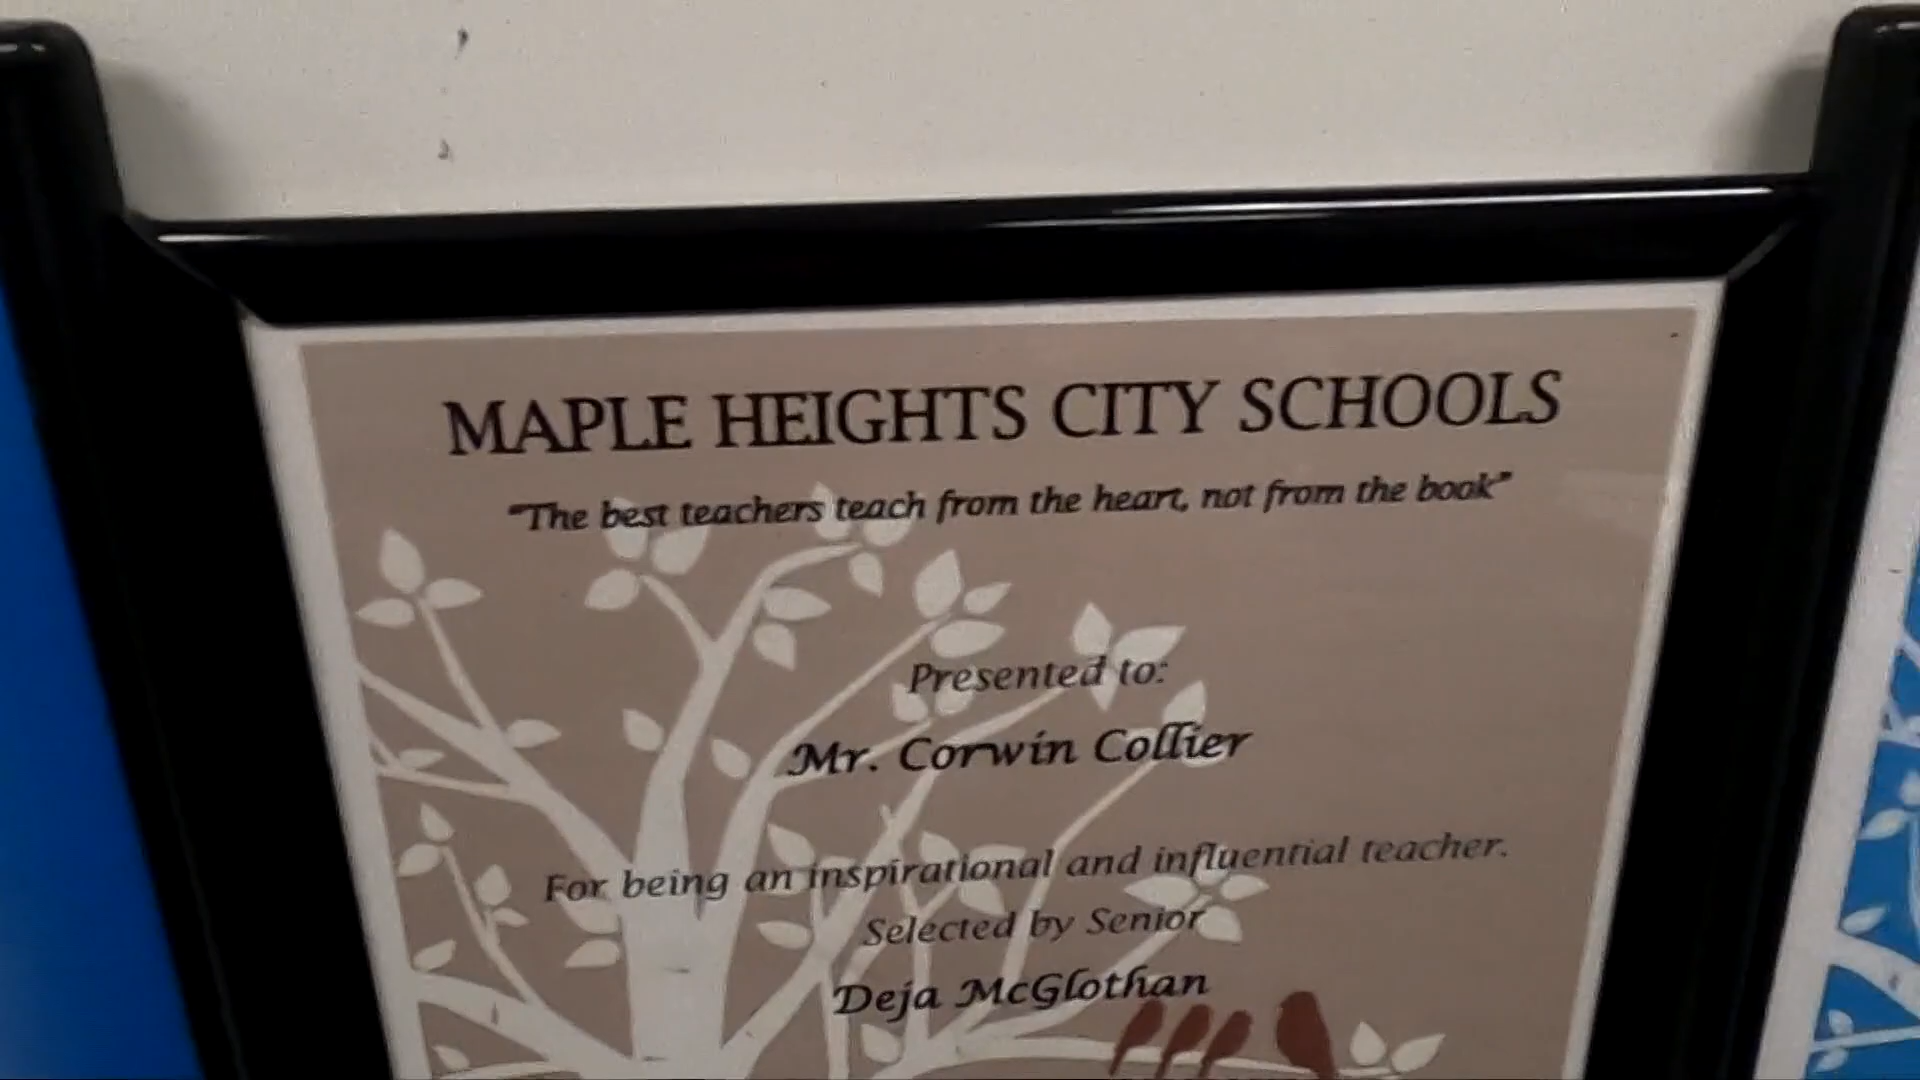 MAPLE HEIGHTS CITY SCHOOLS
"The best teachers teach from the heart, not from the book"
Presented to:
Mr. Corwin Collier
For being an inspirational and influential teacher.
Selected by Senior
Deja McGlothan